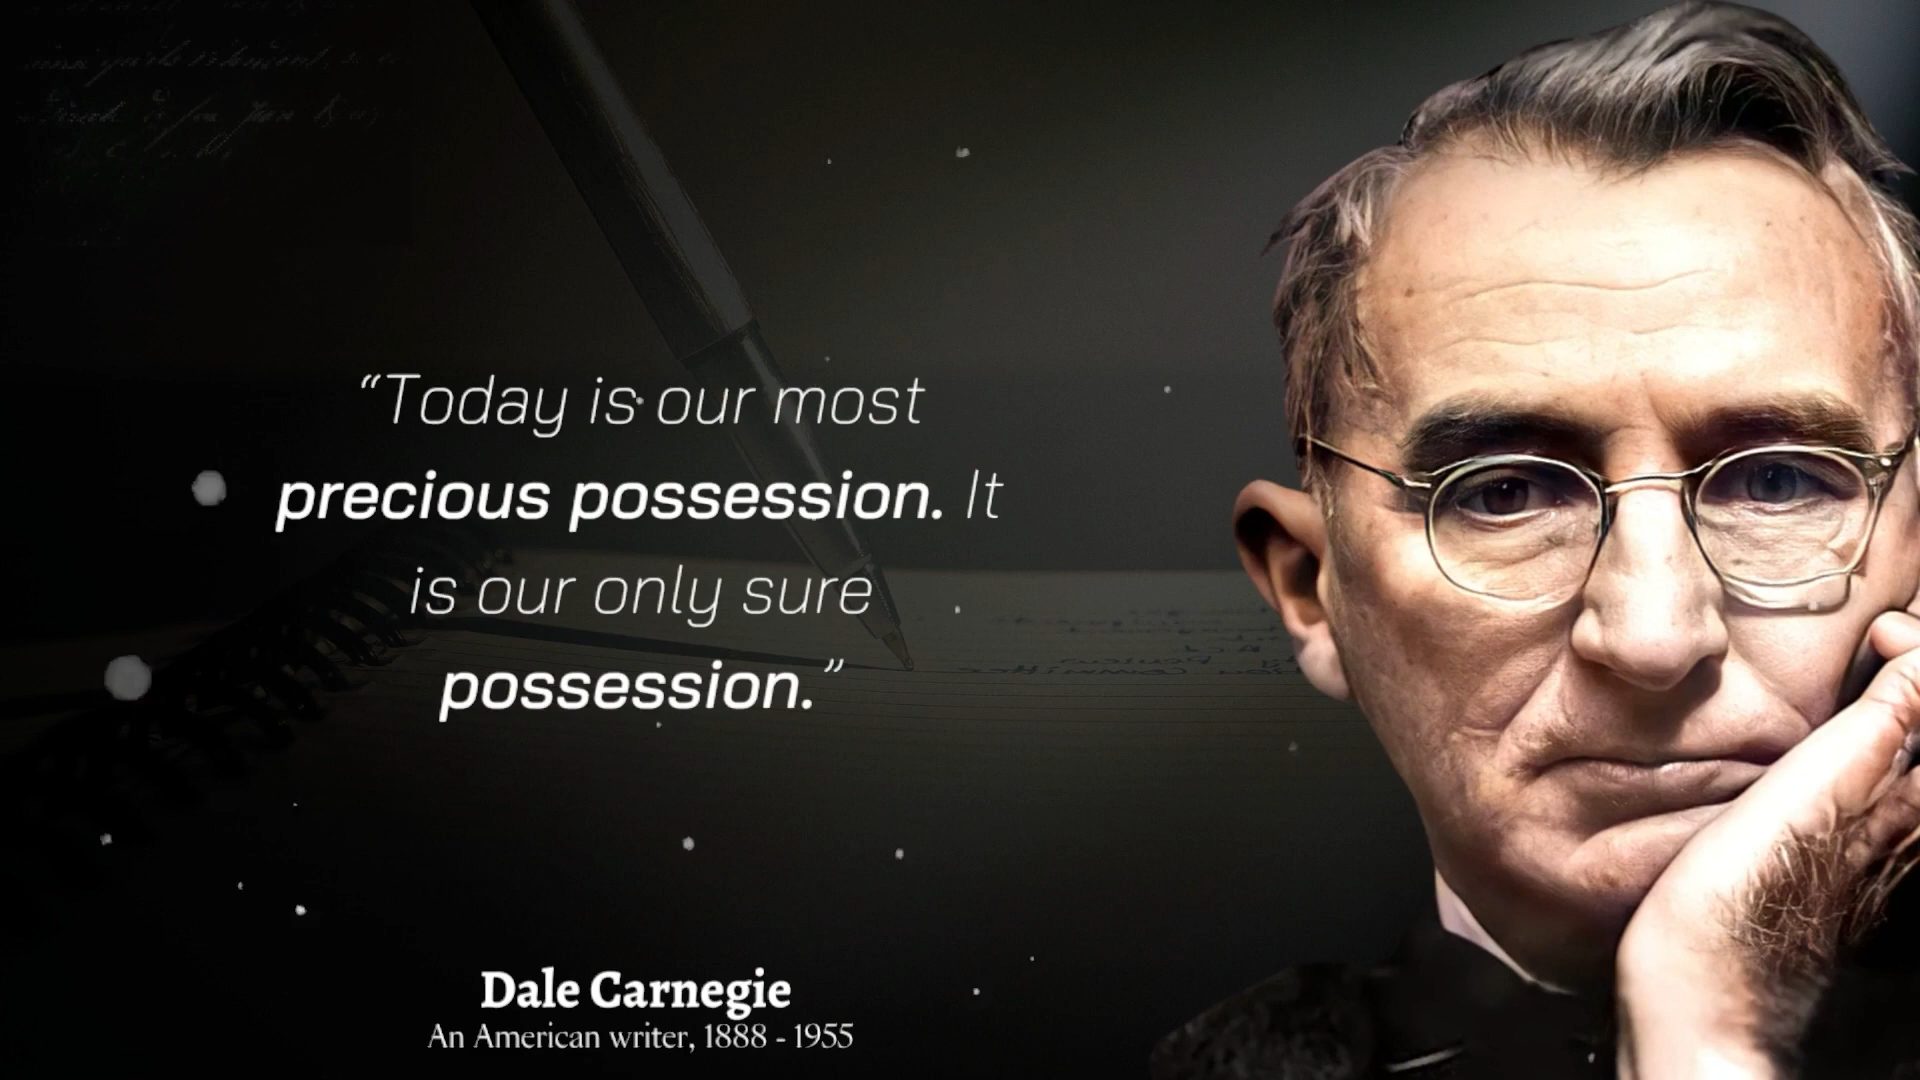 “Today is our most
precious possession. It
is our only sure
possession.”
Dale Carnegie
An American writer, 1888 - 1955